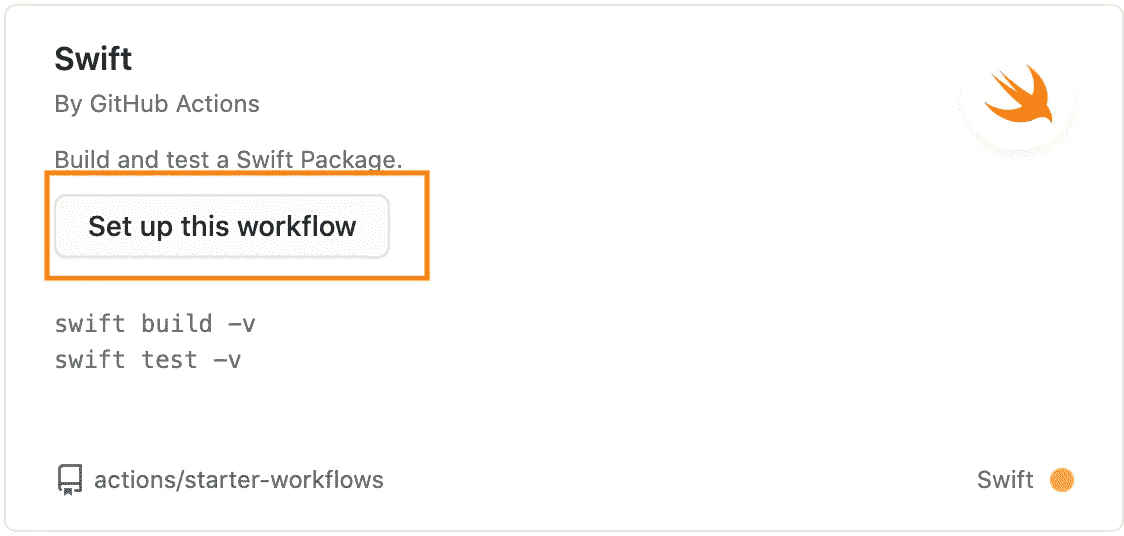 Swift
By GitHub Actions
Build and test a Swift Package.
Set up this workflow
swift build -v
swift test -v
actions/starter-workflows
Swift